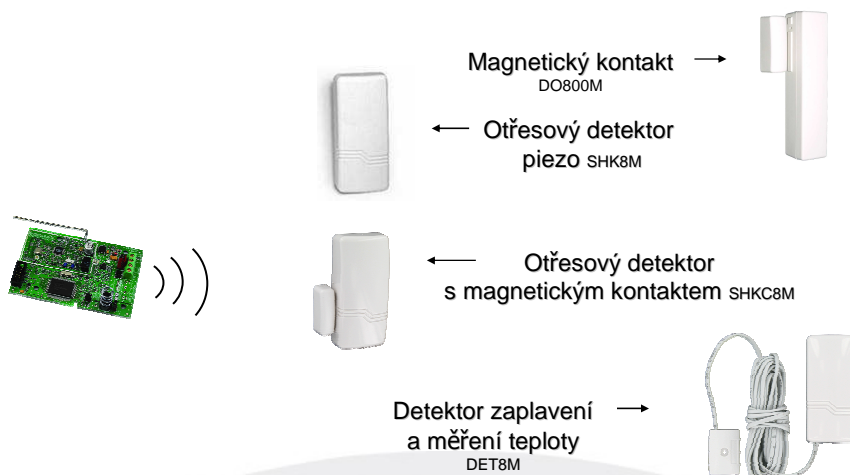 Magnetický kontakt
DO800M
Otřesový detektor
piezo SHK8M
Otřesový detektor
s magnetickým kontaktem SHKC8M
Detektor zaplavení
a měření teploty
DET8M